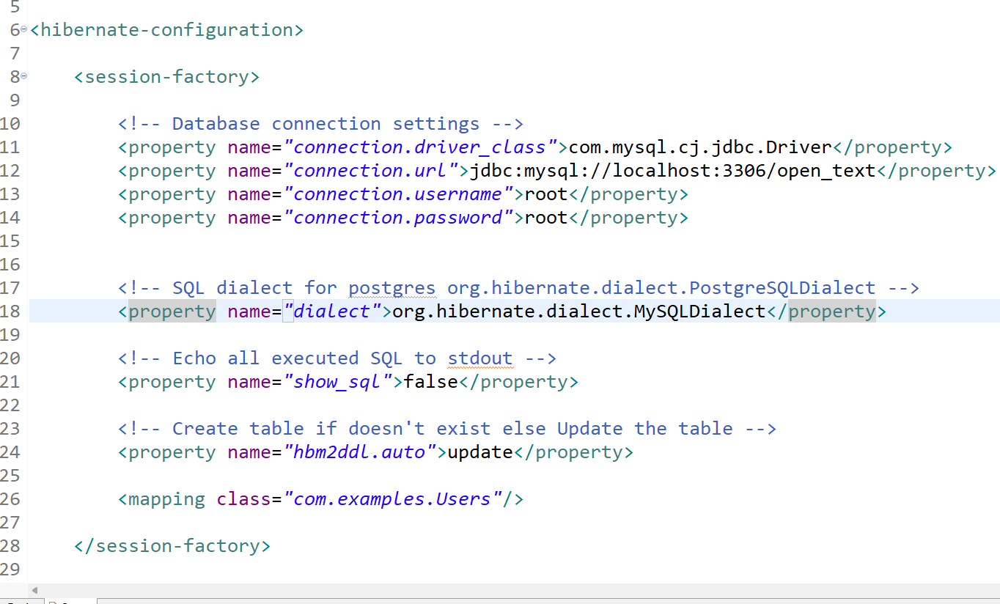 5
6 <hibernate-configuration>
7
8 <session-factory>
9
10 <!-- Database connection settings -->
11 <property name="connection.driver_class">com.mysql.cj.jdbc.Driver</property>
12 <property name="connection.url">jdbc:mysql://localhost:3306/open_text</property>
13 <property name="connection.username">root</property>
14 <property name="connection.password">root</property>
15
16
17 <!-- SQL dialect for postgres org.hibernate.dialect.PostgreSQLDialect -->
18 <property name="dialect">org.hibernate.dialect.MySQLDialect</property>
19
20 <!-- Echo all executed SQL to stdout -->
21 <property name="show_sql">false</property>
22
23 <!-- Create table if doesn't exist else Update the table -->
24 <property name="hbm2ddl.auto">update</property>
25
26 <mapping class="com.examples.Users"/>
27
28 </session-factory>
29